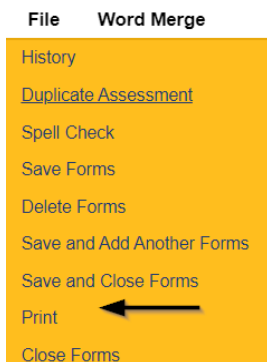 File Word Merge
History
Duplicate Assessment
Spell Check
Save Forms
Delete Forms
Save and Add Another Forms
Save and Close Forms
Print
Close Forms